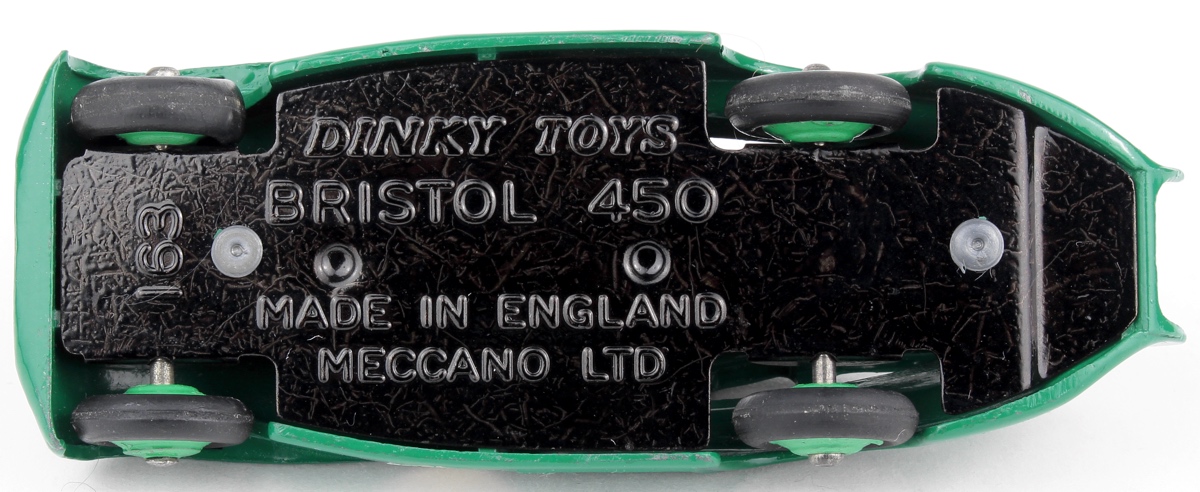 DINKY TOYS
BRISTOL 450
163
MADE IN ENGLAND
MECCANO LTD